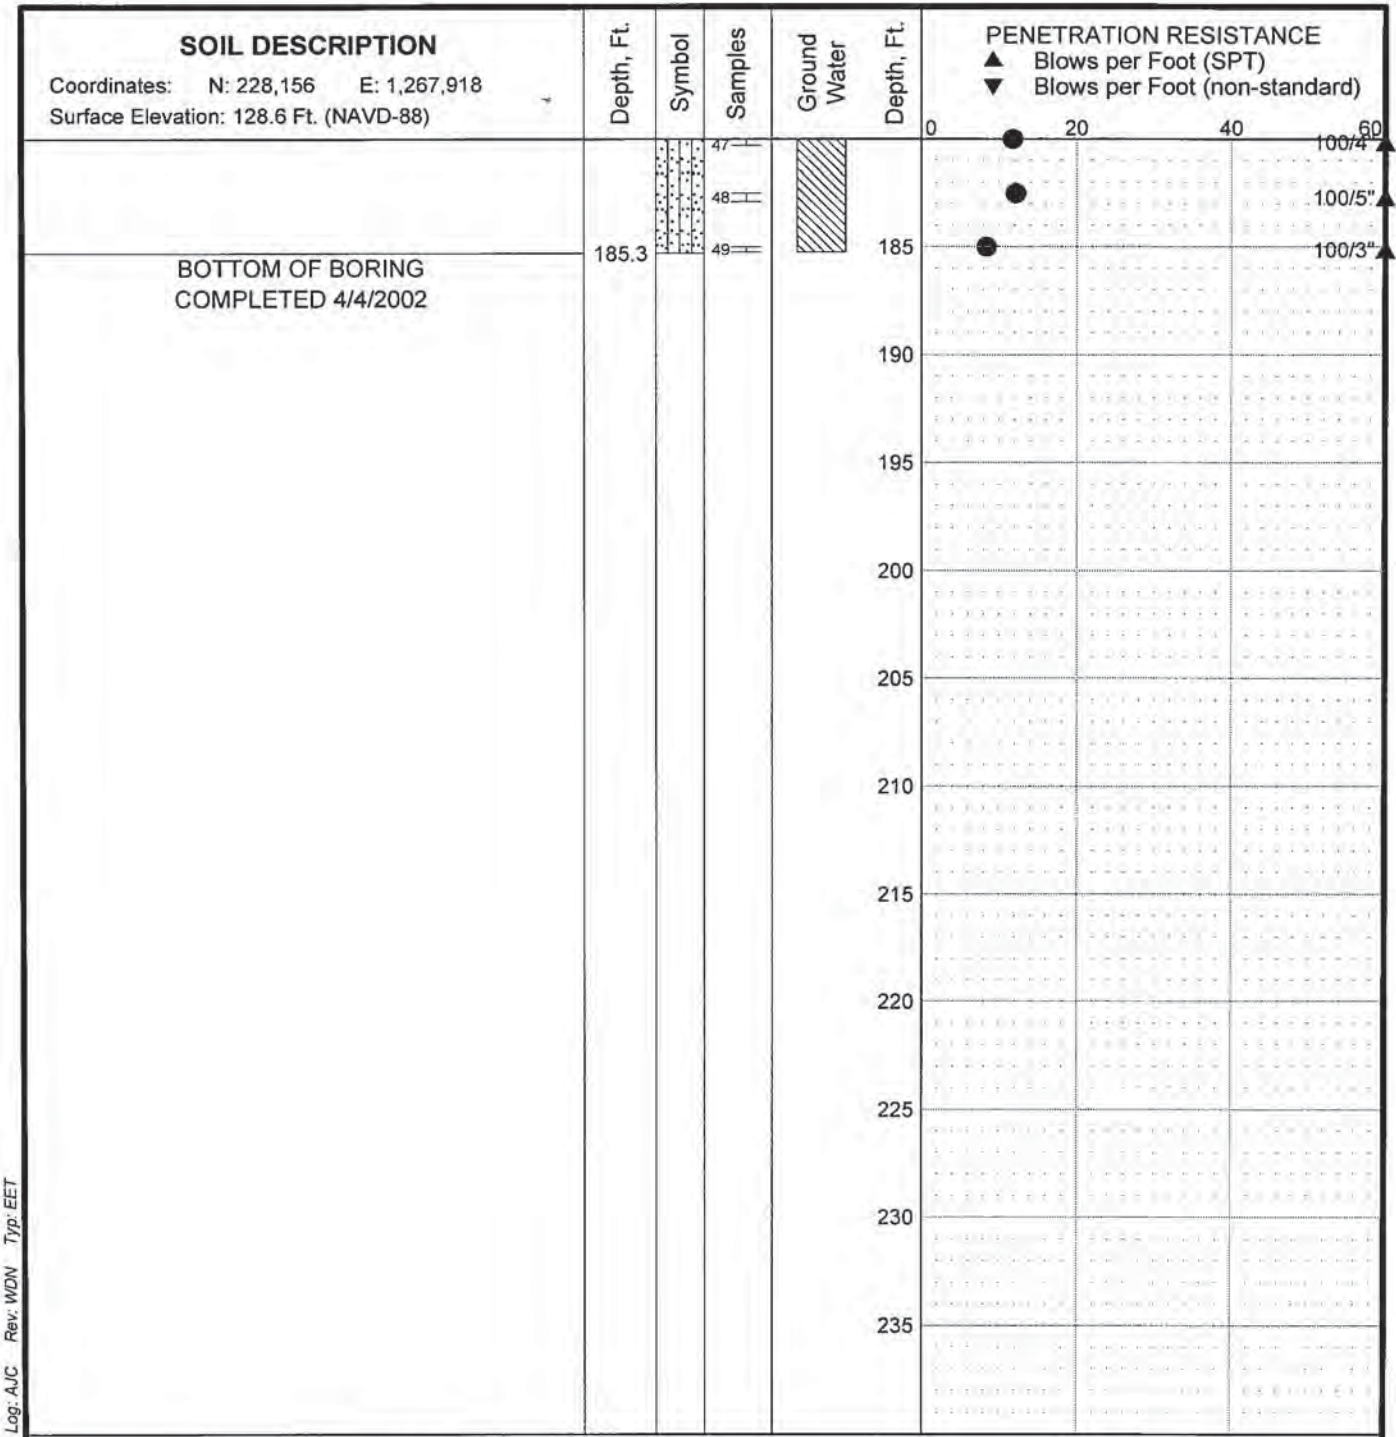 SOIL DESCRIPTION
Coordinates: N: 228,156 E: 1,267,918
Surface Elevation: 128.6 Ft. (NAVD-88)
Depth, Ft.
Symbol
Samples
Ground Water
Depth, Ft.
PENETRATION RESISTANCE
▲ Blows per Foot (SPT)
▼ Blows per Foot (non-standard)
0 20 40 60
47
100/4"
48
100/5"
185.3
49
185
100/3"
BOTTOM OF BORING
COMPLETED 4/4/2002
190
195
200
205
210
215
220
225
230
235
Log: AJC Rev: WDN Typ: EET